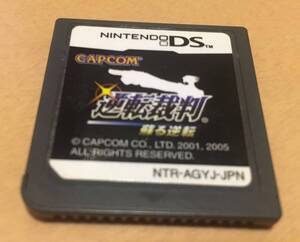 NINTENDO DS™
CAPCOM®
逆転裁判®
蘇る逆転
© CAPCOM CO., LTD. 2001, 2005
ALL RIGHTS RESERVED.
NTR-AGYJ-JPN